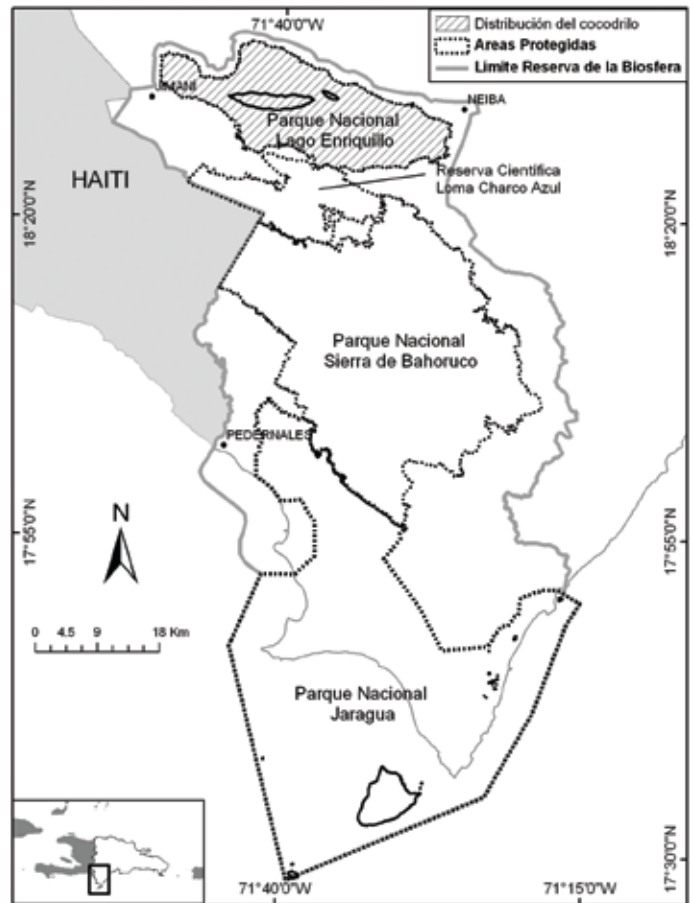 71°40'0"W
Distribución del cocodrilo
Areas Protegidas
Limite Reserva de la Biosfera
JIMANI
NEIBA
Parque Nacional
Lago Enriquillo
HAITI
Reserva Científica
Loma Charco Azul
18°20'0"N
18°20'0"N
Parque Nacional
Sierra de Bahoruco
PEDERNALES
N
17°55'0"N
17°55'0"N
0 4.5 9 18 Km
Parque Nacional
Jaragua
17°30'0"N
71°40'0"W
71°15'0"W